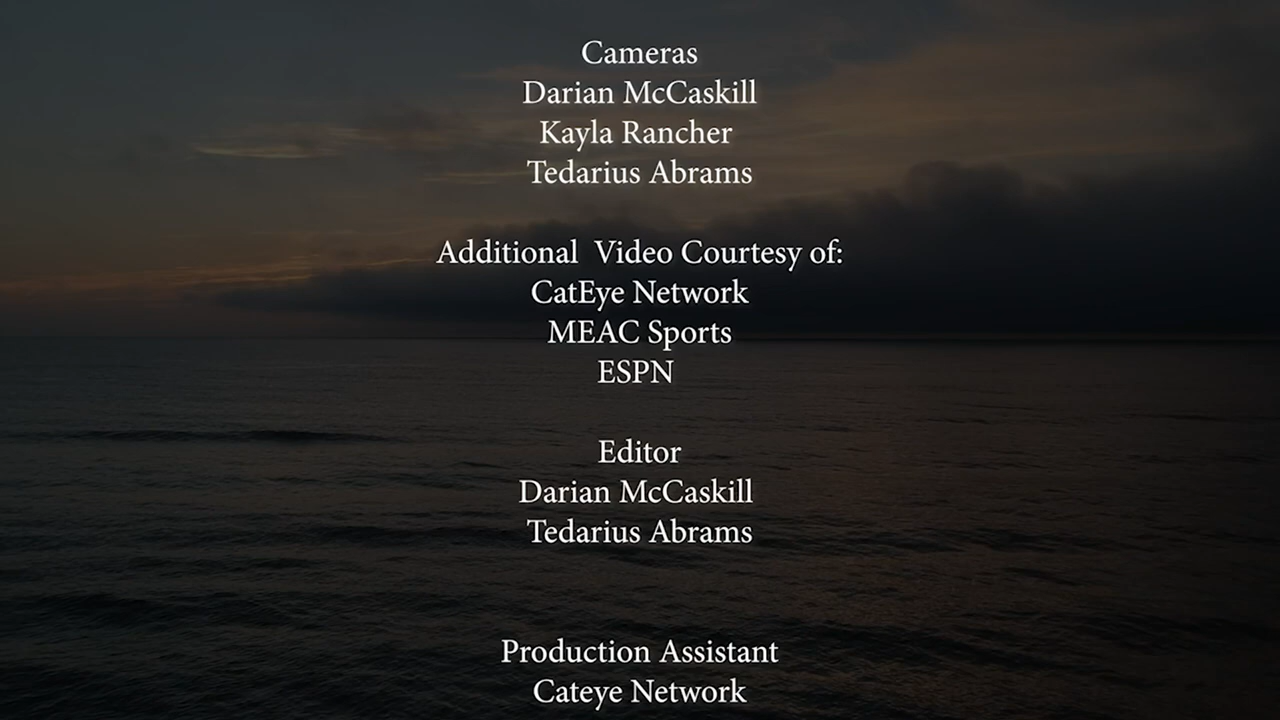 Cameras
Darian McCaskill
Kayla Rancher
Tedarius Abrams
Additional  Video Courtesy of:
CatEye Network
MEAC Sports
ESPN
Editor
Darian McCaskill
Tedarius Abrams
Production Assistant
Cateye Network